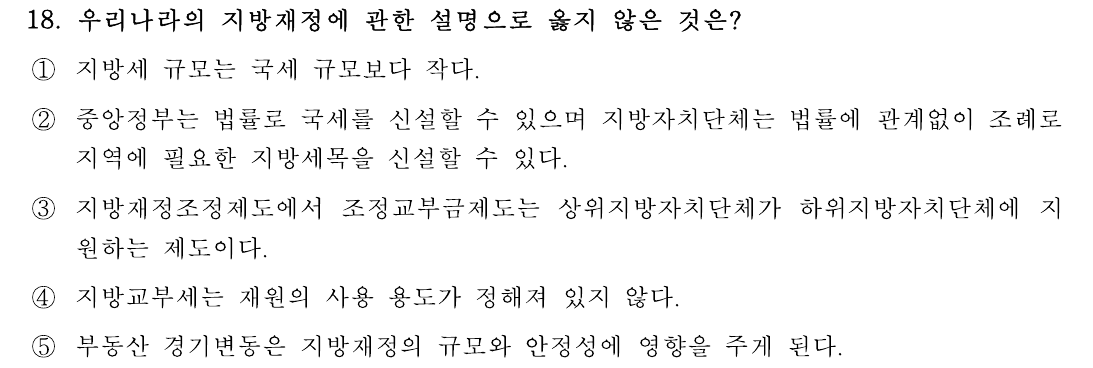 18. 우리나라의 지방재정에 관한 설명으로 옳지 않은 것은?
① 지방세 규모는 국세 규모보다 작다.
② 중앙정부는 법률로 국세를 신설할 수 있으며 지방자치단체는 법률에 관계없이 조례로
지역에 필요한 지방세목을 신설할 수 있다.
③ 지방재정조정제도에서 조정교부금제도는 상위지방자치단체가 하위지방자치단체에 지
원하는 제도이다.
④ 지방교부세는 재원의 사용 용도가 정해져 있지 않다.
⑤ 부동산 경기변동은 지방재정의 규모와 안정성에 영향을 주게 된다.